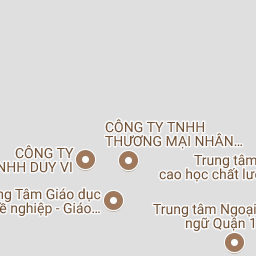 CÔNG TY TNHH
THƯƠNG MẠI NHÂN...
CÔNG TY
NHH DUY VI
Trung tâm
cao học chất lượ
ng Tâm Giáo dục
ề nghiệp - Giáo...
Trung tâm Ngoại
ngữ Quận 1